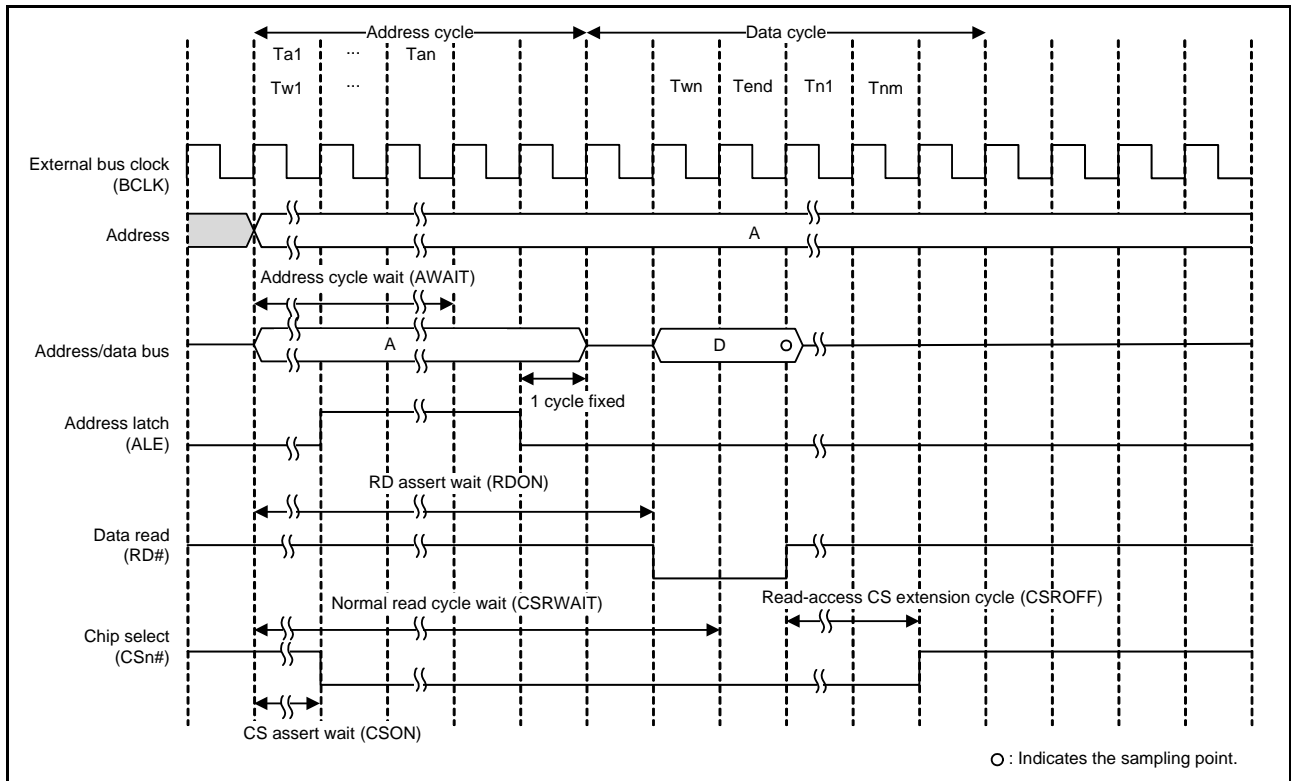 Address cycle Data cycle
Ta1 ... Tan
Tw1 ... Twn Tend Tn1 Tnm
External bus clock
(BCLK)
Address A
Address cycle wait (AWAIT)
Address/data bus A D
1 cycle fixed
Address latch
(ALE)
RD assert wait (RDON)
Data read
(RD#)
Normal read cycle wait (CSRWAIT) Read-access CS extension cycle (CSROFF)
Chip select
(CSn#)
CS assert wait (CSON)
: Indicates the sampling point.